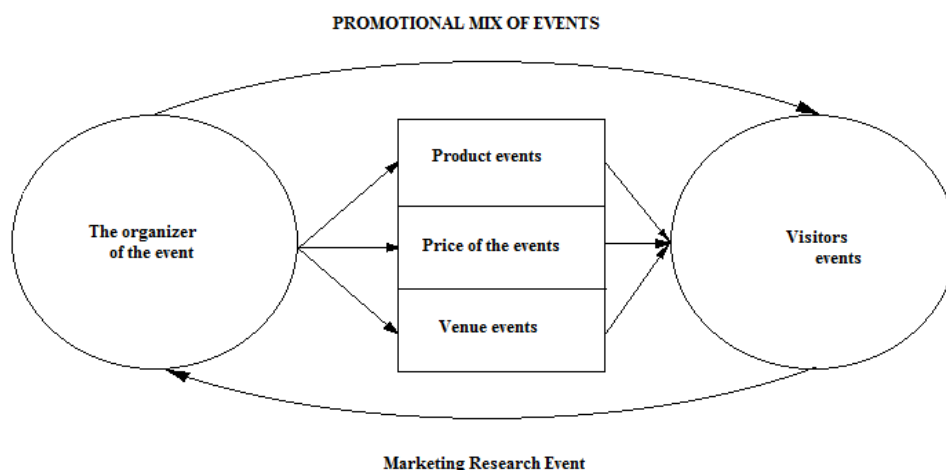 PROMOTIONAL MIX OF EVENTS
Product events
The organizer
of the event
Price of the events
Visitors
events
Venue events
Marketing Research Event